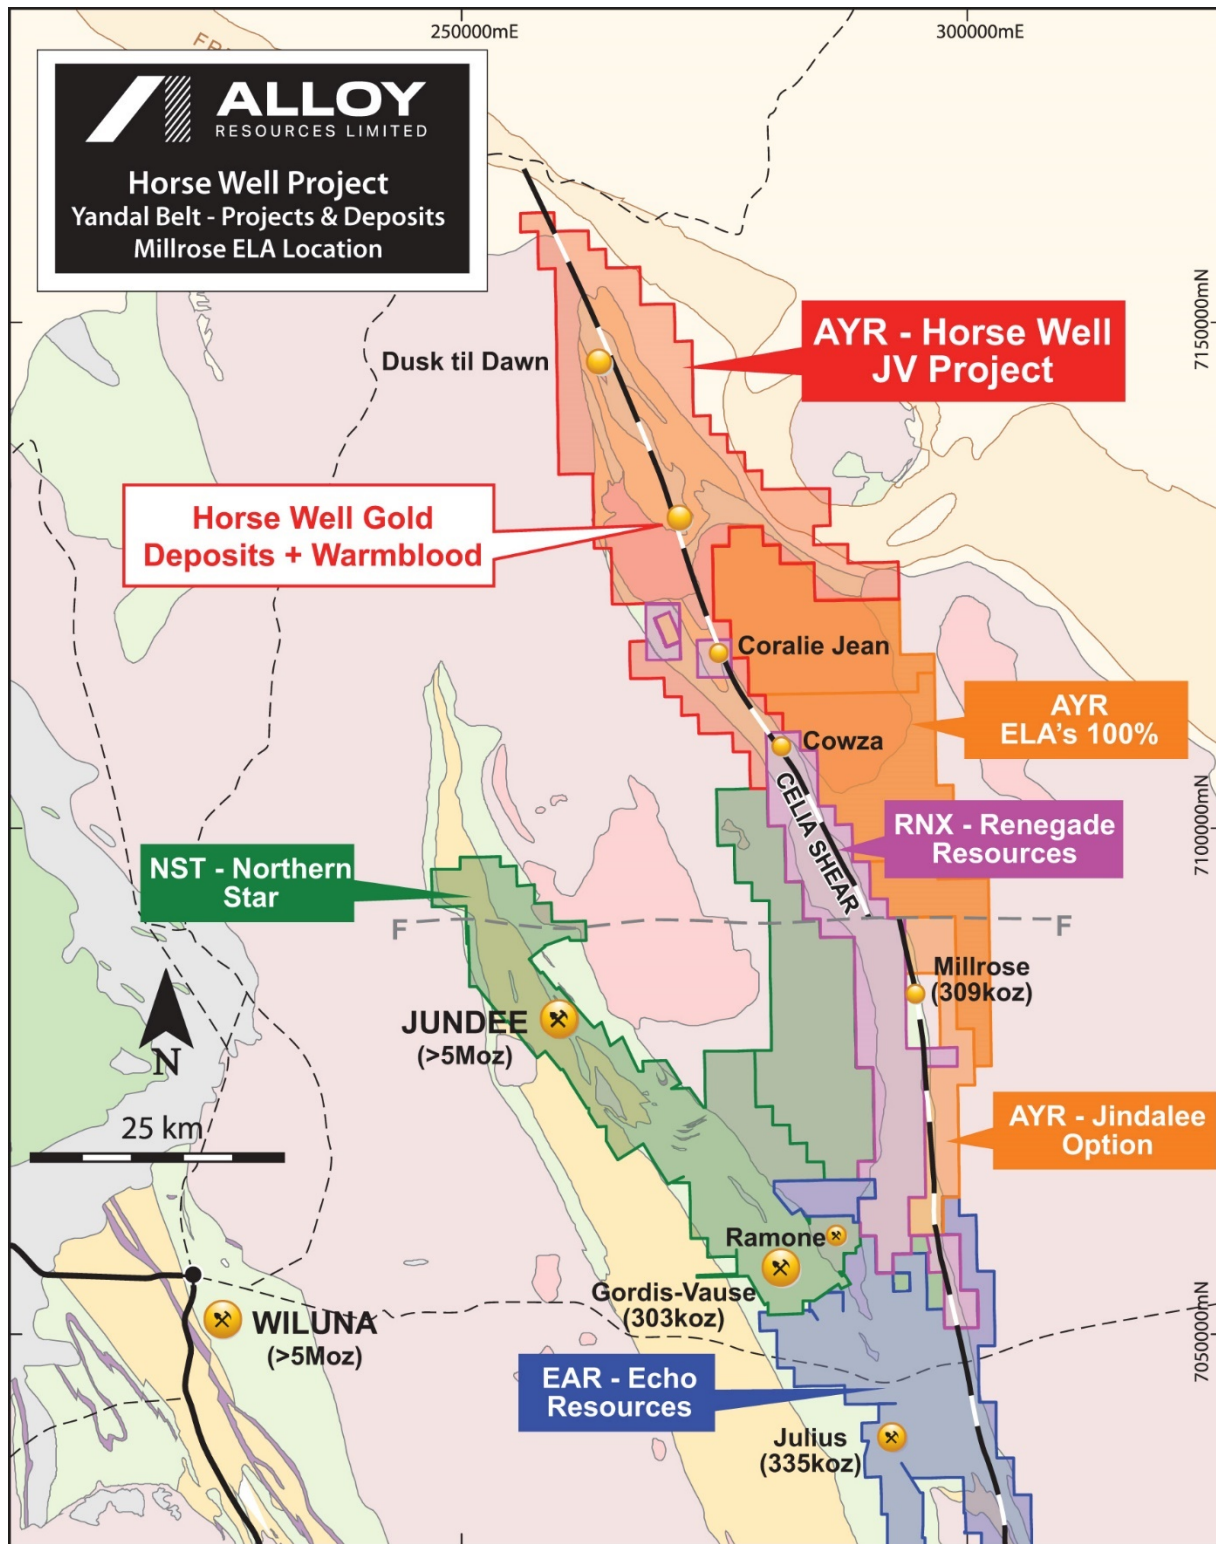 250000mE
300000mE
FR
ALLOY
RESOURCES LIMITED
Horse Well Project
Yandal Belt - Projects & Deposits
Millrose ELA Location
7150000mN
AYR - Horse Well
JV Project
Dusk til Dawn
Horse Well Gold
Deposits + Warmblood
Coralie Jean
AYR
ELA's 100%
Cowza
CELIA SHEAR
RNX - Renegade
Resources
7100000mN
NST - Northern
Star
F
F
Millrose
(309koz)
JUNDEE
(>5Moz)
N
25 km
AYR - Jindalee
Option
Ramone
Gordis-Vause
(303koz)
WILUNA
(>5Moz)
7050000mN
EAR - Echo
Resources
Julius
(335koz)